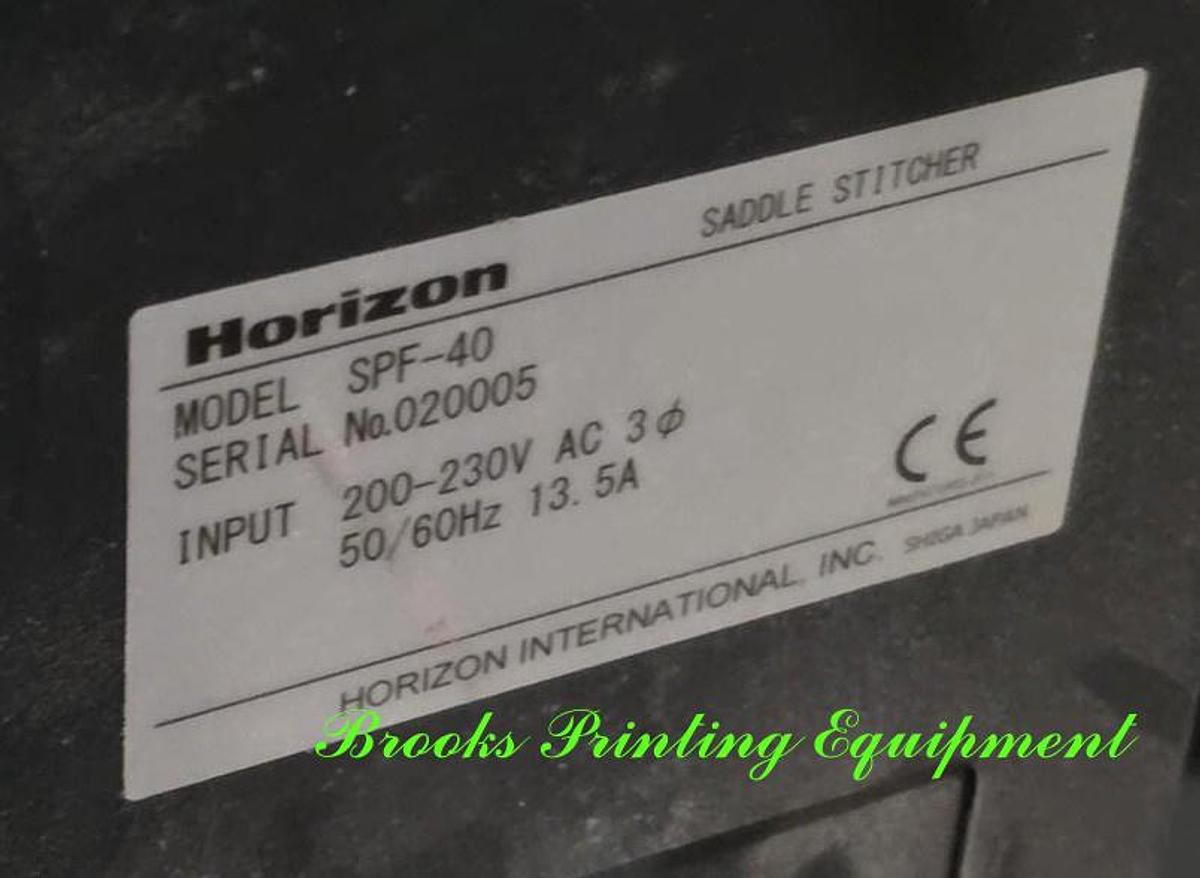 SADDLE STITCHER
Horizon
MODEL SPF-40
SERIAL No.020005
INPUT 200-230V AC 3ϕ
50/60Hz 13.5A
CE
HORIZON INTERNATIONAL, INC. SHIGA JAPAN
Brooks Printing Equipment